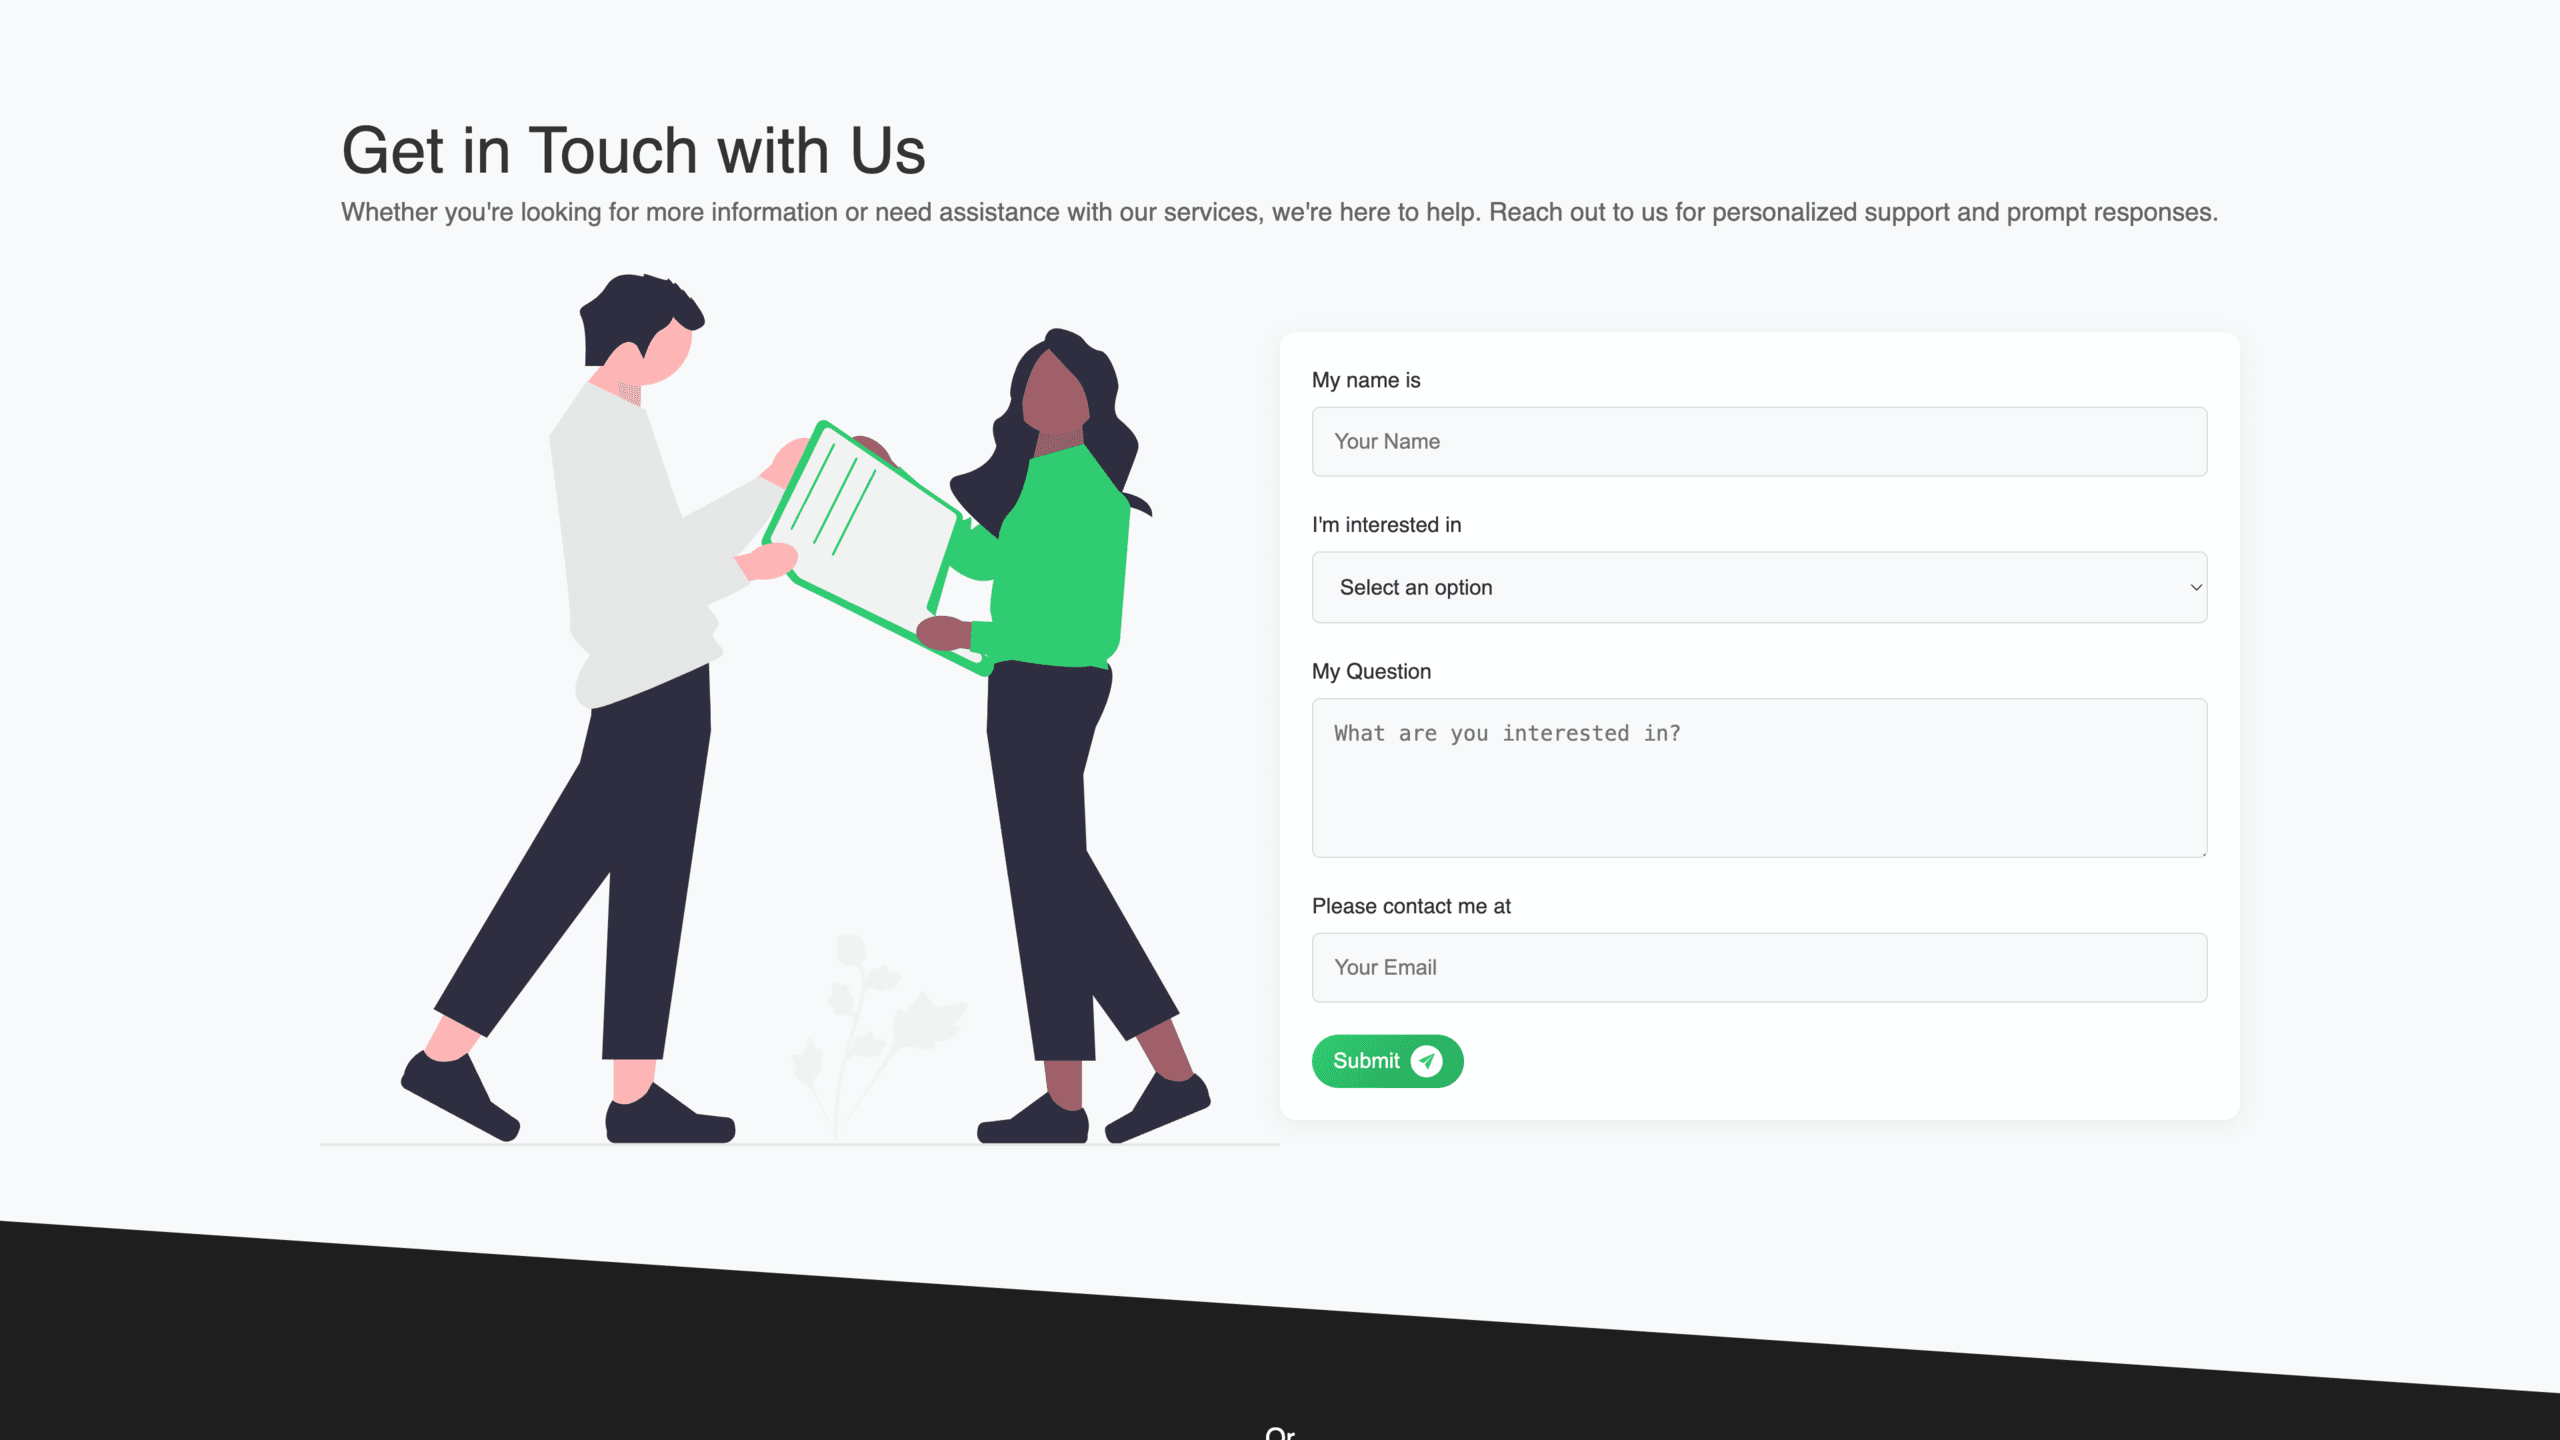 Get in Touch with Us
Whether you're looking for more information or need assistance with our services, we're here to help. Reach out to us for personalized support and prompt responses.
My name is
Your Name
I'm interested in
Select an option
My Question
What are you interested in?
Please contact me at
Your Email
Submit
Or